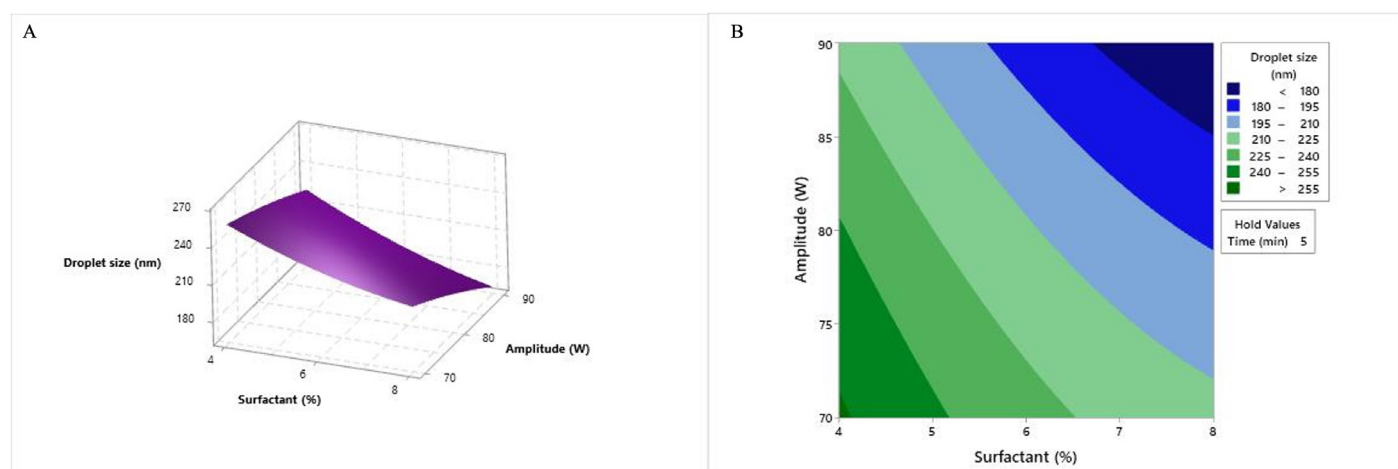 A
270
240
210
180
Droplet size (nm)
4
6
8
Surfactant (%)
70
80
90
Amplitude (W)
B
90
85
80
75
70
Amplitude (W)
4
5
6
7
8
Surfactant (%)
Droplet size
(nm)
< 180
180 – 195
195 – 210
210 – 225
225 – 240
240 – 255
> 255
Hold Values
Time (min) 5